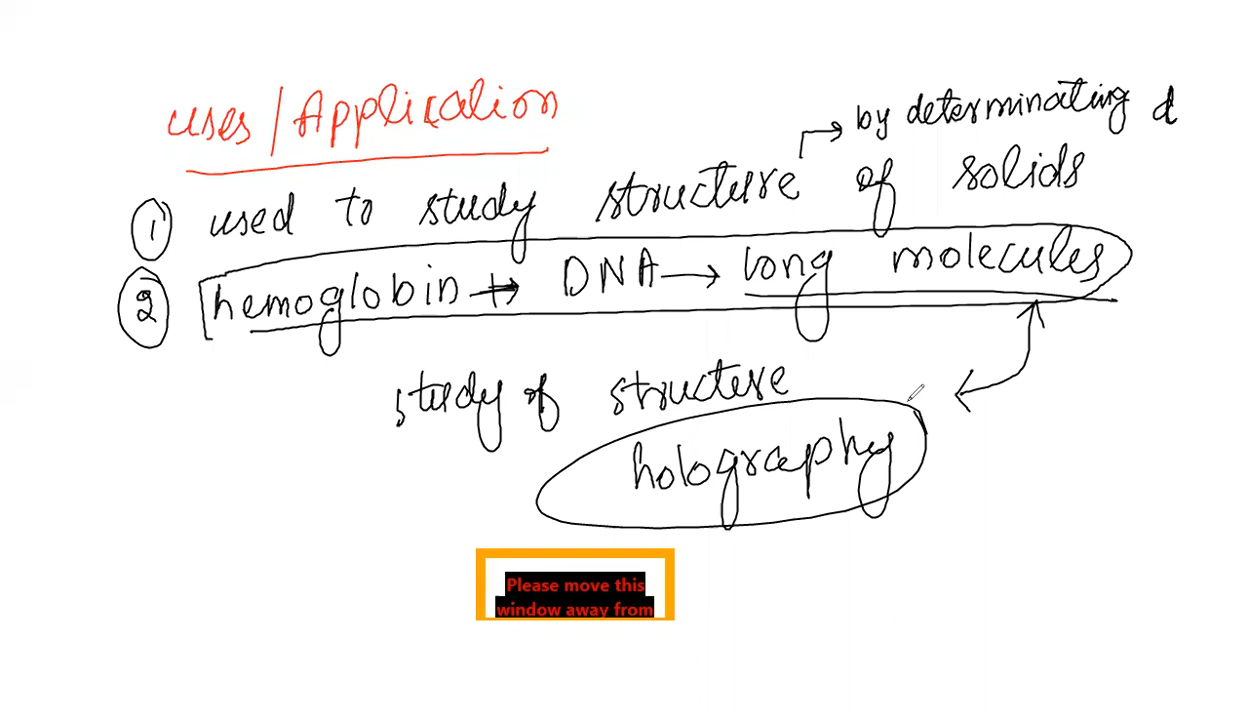 uses/Application
by determinating d
① used to study structure of solids
② hemoglobin → DNA → long molecules
study of structure
holography
Please move this
window away from